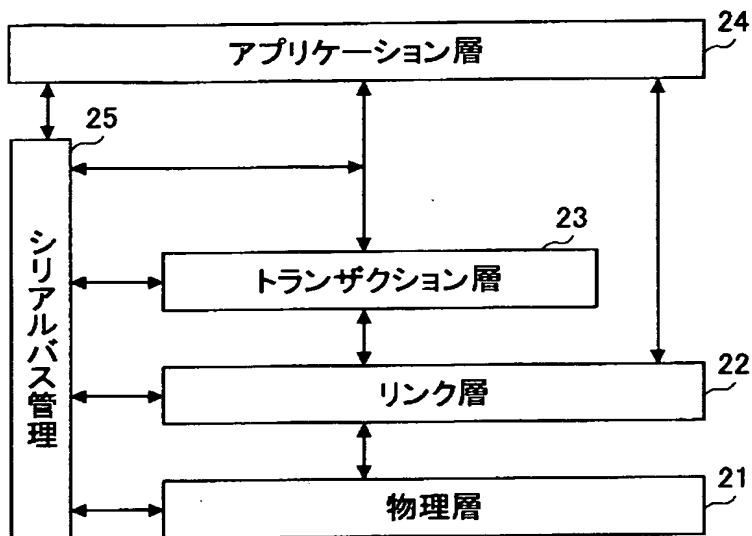 24
アプリケーション層
25
シリアルバス管理
23
トランザクション層
22
リンク層
21
物理層